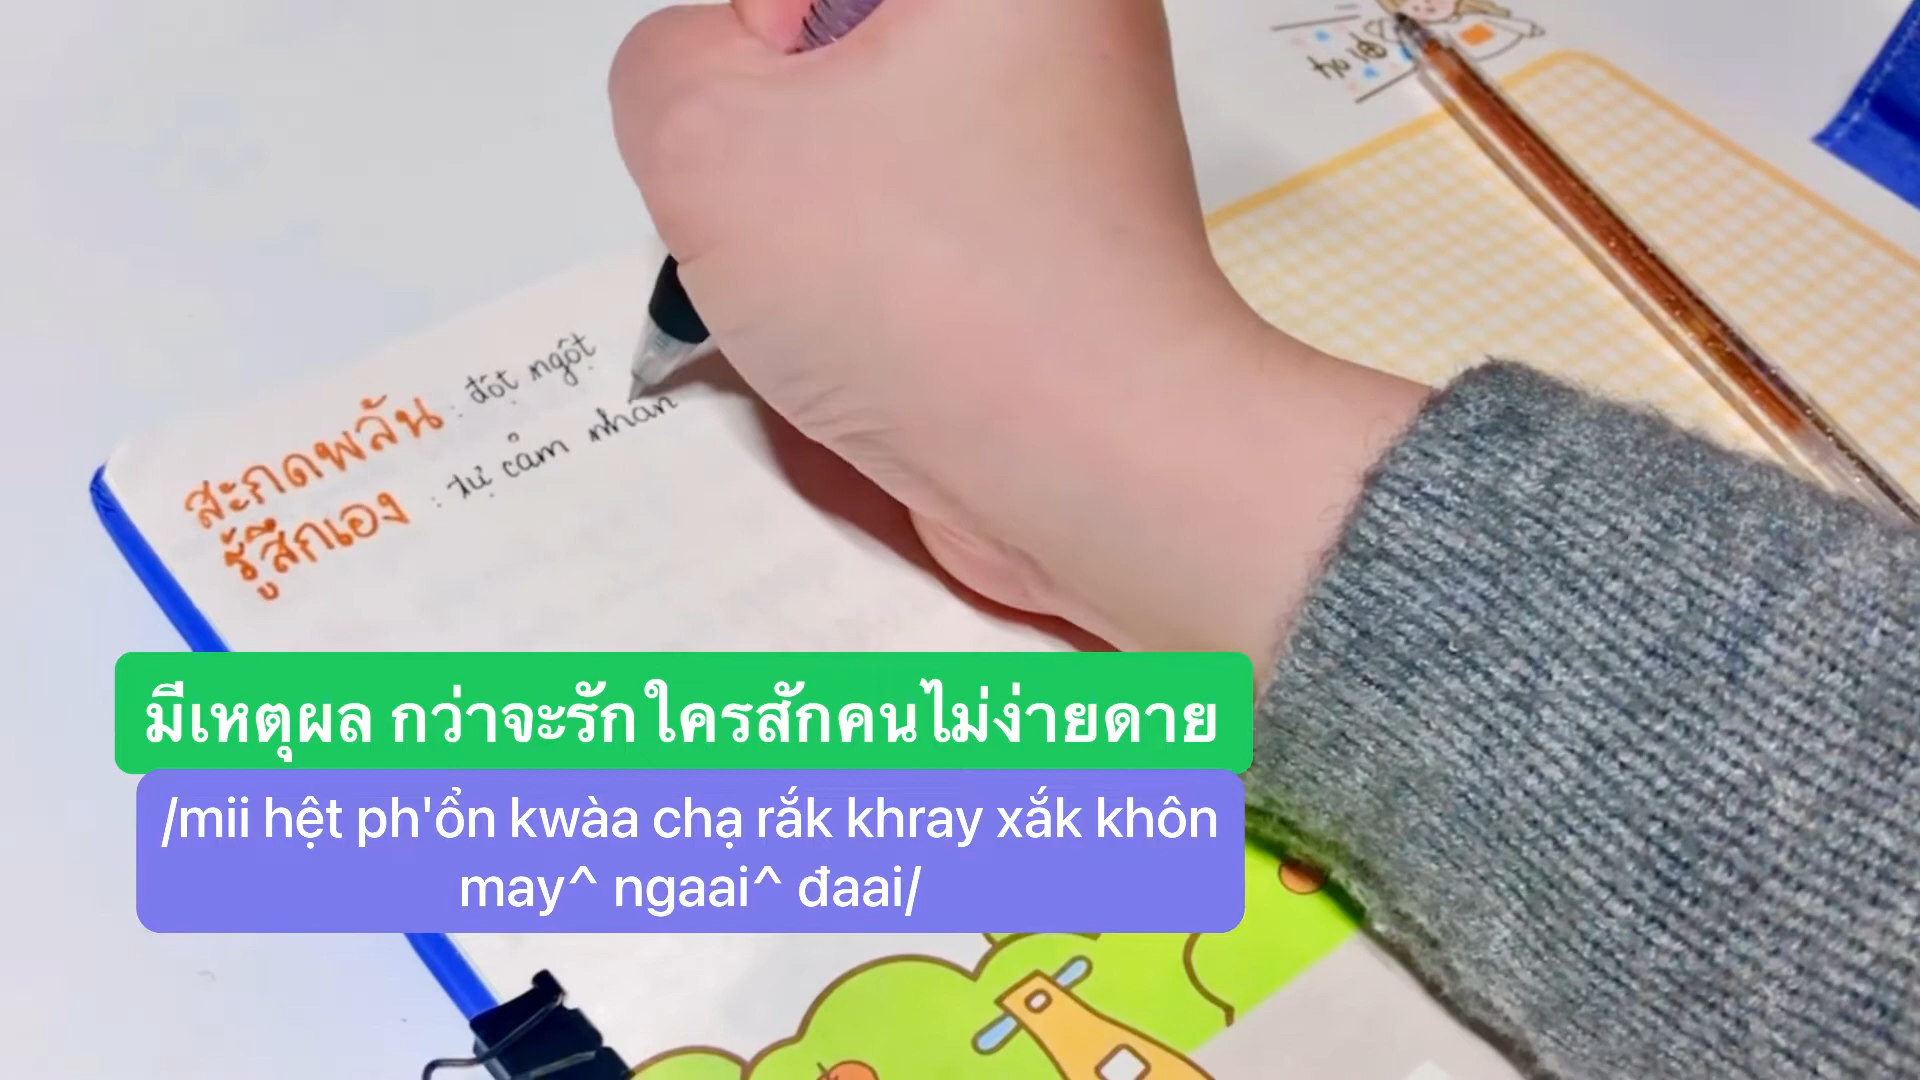 สะกดพลัน : đột ngột
รู้สึกเอง : tự cảm nhân
มีเหตุผล กว่าจะรักใครสักคนไม่ง่ายดาย
/mii hệt ph'ổn kwàa chạ rắk khray xắk khôn
may^ ngaai^ đaai/